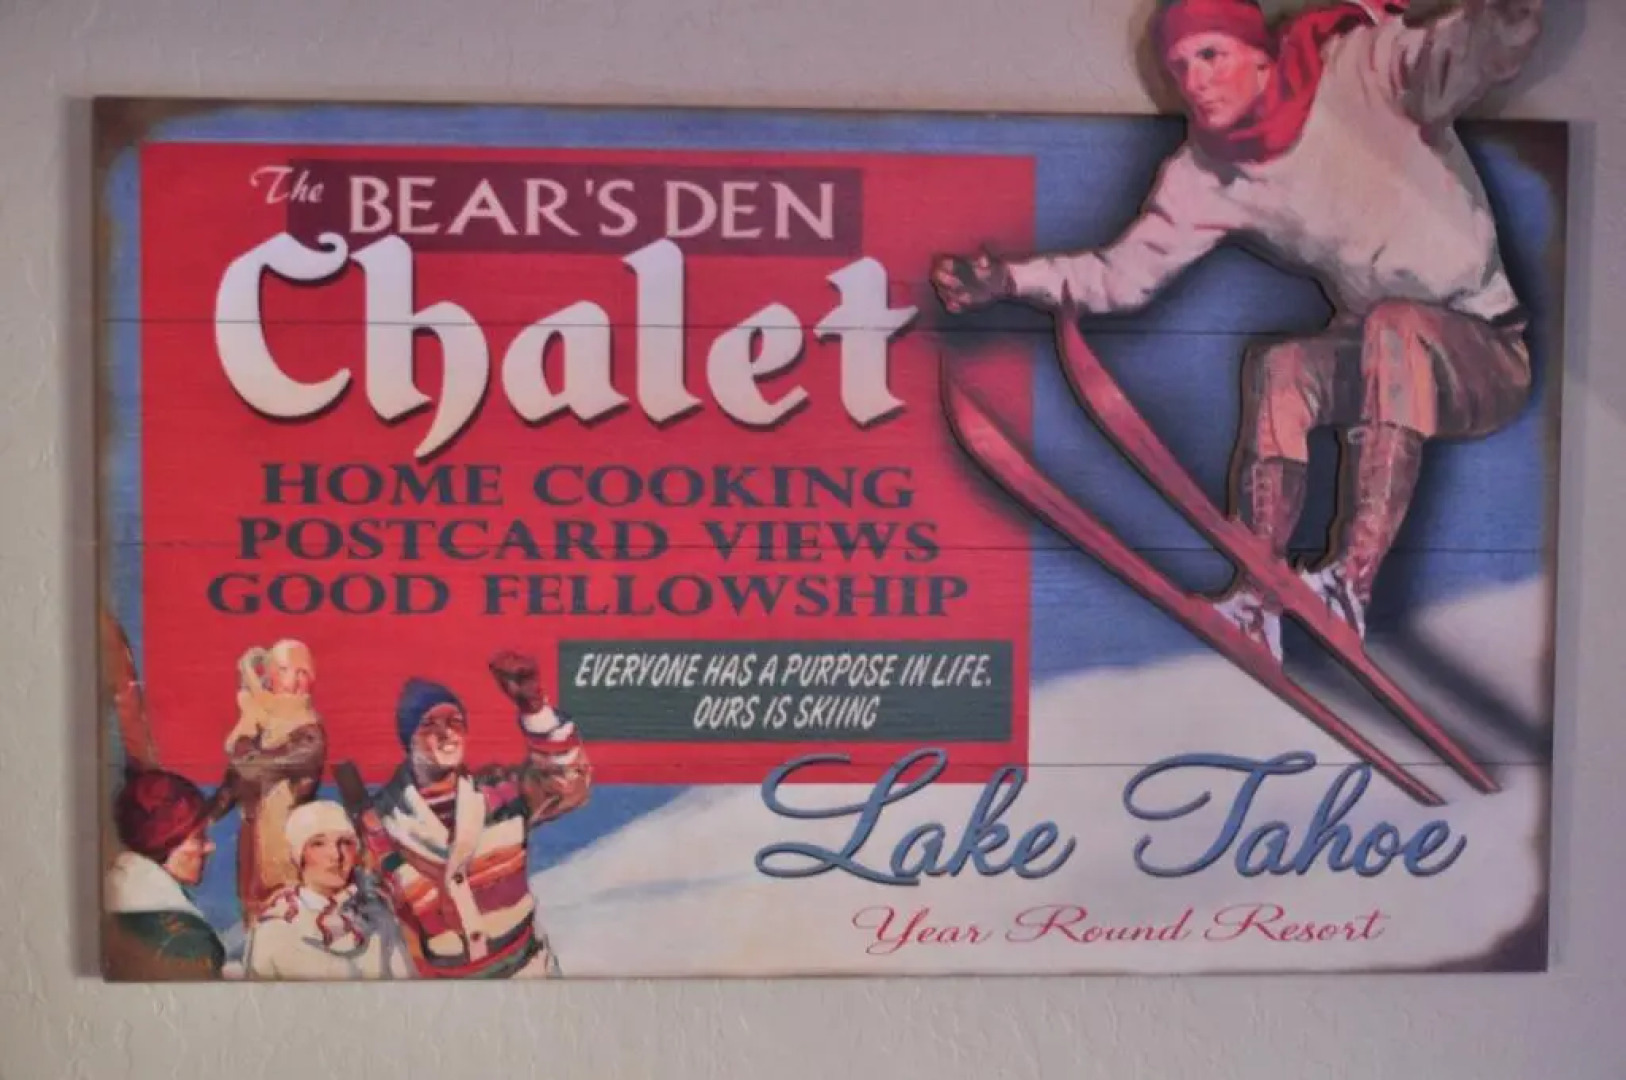 The BEAR'S DEN
Chalet
HOME COOKING
POSTCARD VIEWS
GOOD FELLOWSHIP
EVERYONE HAS A PURPOSE IN LIFE.
OURS IS SKIING
Lake Tahoe
Year Round Resort